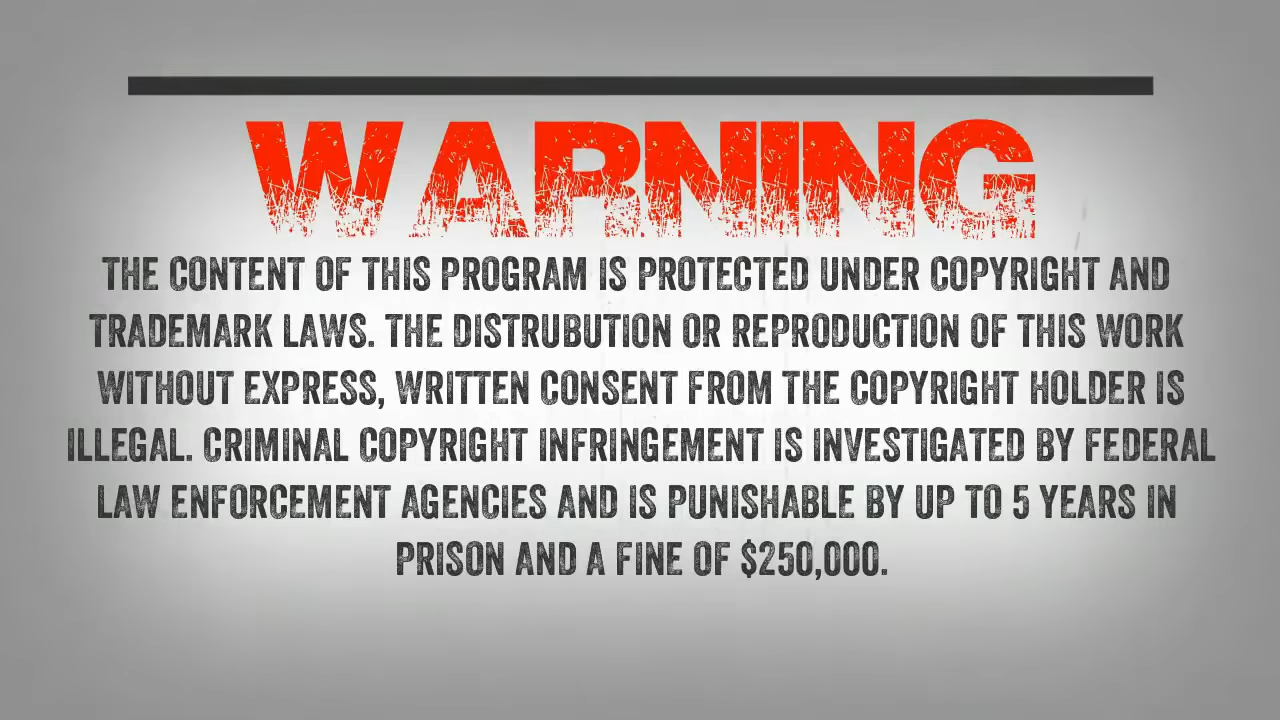 WARNING
THE CONTENT OF THIS PROGRAM IS PROTECTED UNDER COPYRIGHT AND
TRADEMARK LAWS. THE DISTRUBUTION OR REPRODUCTION OF THIS WORK
WITHOUT EXPRESS, WRITTEN CONSENT FROM THE COPYRIGHT HOLDER IS
ILLEGAL. CRIMINAL COPYRIGHT INFRINGEMENT IS INVESTIGATED BY FEDERAL
LAW ENFORCEMENT AGENCIES AND IS PUNISHABLE BY UP TO 5 YEARS IN
PRISON AND A FINE OF $250,000.